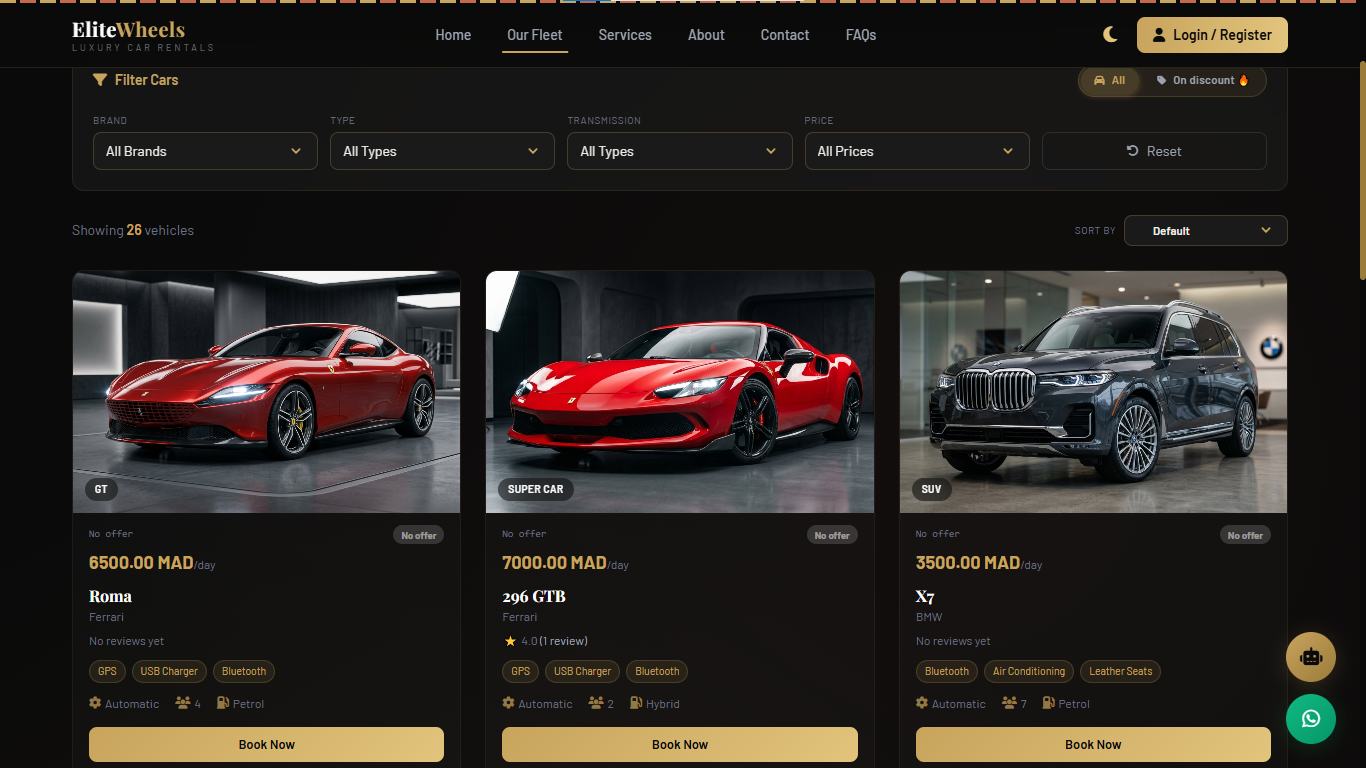 EliteWheels
LUXURY CAR RENTALS
Home Our Fleet Services About Contact FAQs
Login / Register
Filter Cars
All On discount 🔥
BRAND TYPE TRANSMISSION PRICE
All Brands All Types All Types All Prices Reset
Showing 26 vehicles
SORT BY Default
GT SUPER CAR SUV
No offer No offer No offer No offer No offer No offer
6500.00 MAD/day 7000.00 MAD/day 3500.00 MAD/day
Roma 296 GTB X7
Ferrari Ferrari BMW
No reviews yet 4.0 (1 review) No reviews yet
GPS USB Charger Bluetooth GPS USB Charger Bluetooth Bluetooth Air Conditioning Leather Seats
Automatic 4 Petrol Automatic 2 Hybrid Automatic 7 Petrol
Book Now Book Now Book Now